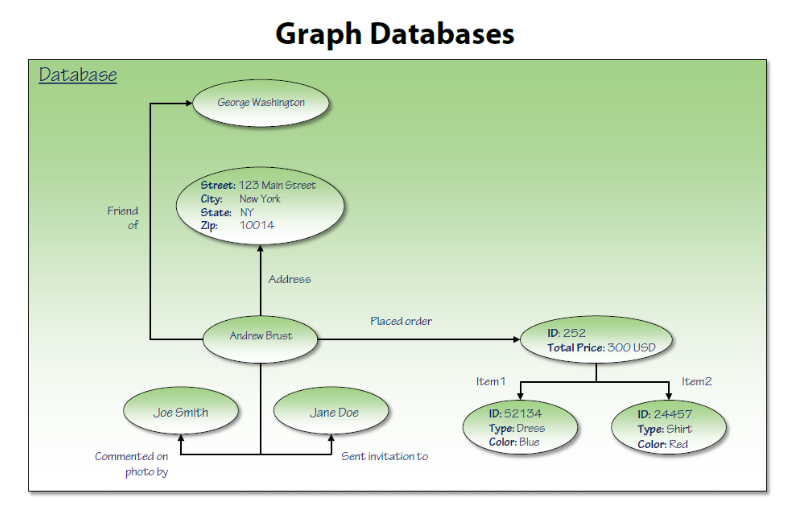 Graph Databases
Database
George Washington
Street: 123 Main Street
City: New York
State: NY
Zip: 10014
Friend
of
Address
Andrew Brust
Placed order
ID: 252
Total Price: 300 USD
Item1
Item2
Joe Smith
Jane Doe
ID: 52134
Type: Dress
Color: Blue
ID: 24457
Type: Shirt
Color: Red
Commented on
photo by
Sent invitation to